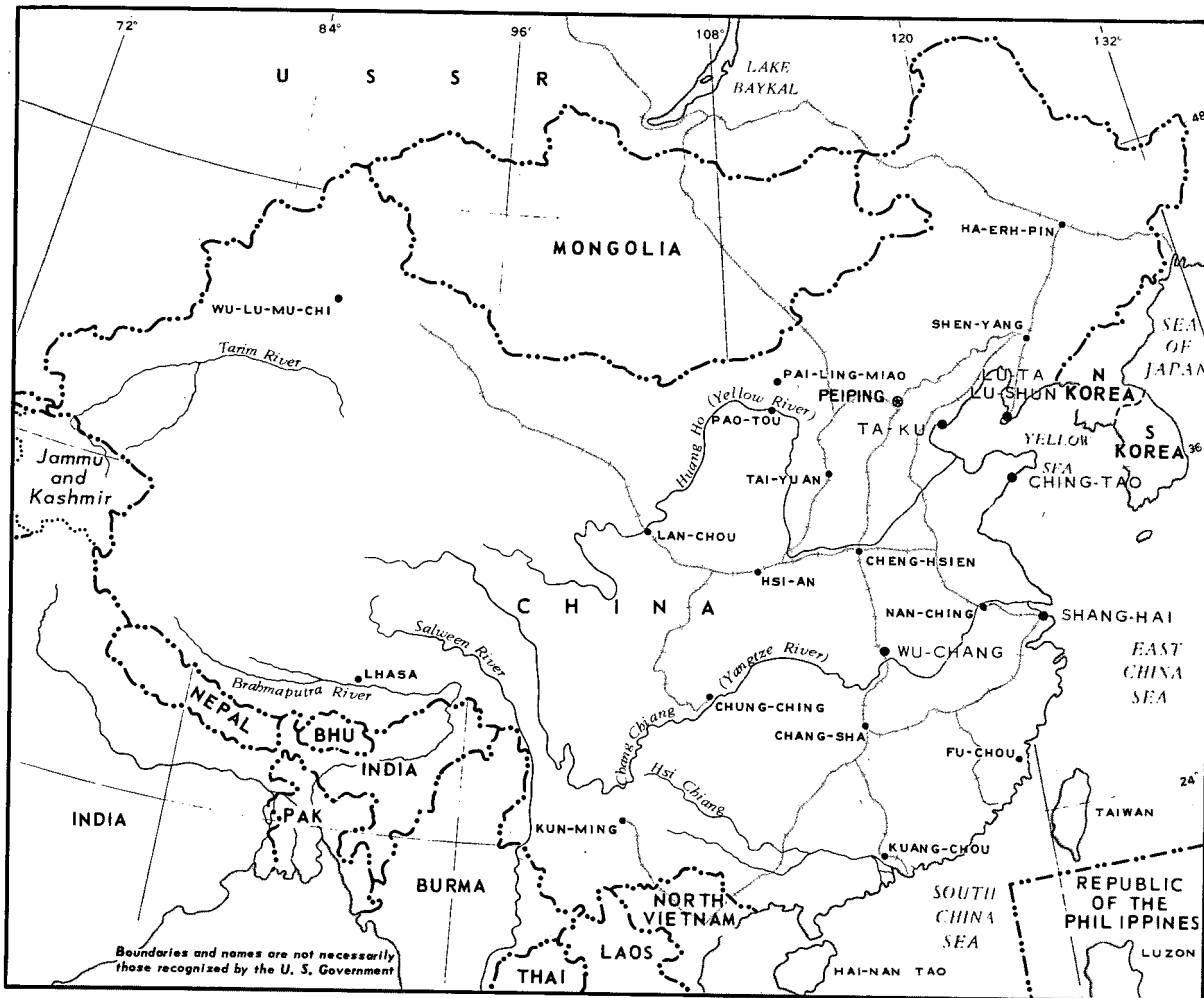 72°
84°
96°
108°
120
132°
U S S R
LAKE
BAYKAL
48
MONGOLIA
HA-ERH-PIN
WU-LU-MU-CHI
SHEN-YANG
SEA
OF
JAPAN
Tarim River
PAI-LING-MIAO
LU-TA
LU-SHUN
N
KOREA
PEIPING
Huang Ho (Yellow River)
PAO-TOU
TA-KU
YELLOW
SEA
S
KOREA
36
Jammu
and
Kashmir
TAI-YUAN
CHING-TAO
LAN-CHOU
CHENG-HSIEN
HSI-AN
CHINA
NAN-CHING
SHANG-HAI
Salween River
WU-CHANG
EAST
CHINA
SEA
LHASA
Brahmaputra River
Chang Chiang (Yangtze River)
CHUNG-CHING
NEPAL
BHU
CHANG-SHA
INDIA
FU-CHOU
Hsi Chiang
24°
INDIA
PAK
KUN-MING
TAIWAN
KUANG-CHOU
BURMA
NORTH
VIETNAM
SOUTH
CHINA
SEA
REPUBLIC
OF THE
PHILIPPINES
LAOS
Boundaries and names are not necessarily
those recognized by the U. S. Government
THAI
HAI-NAN TAO
LUZON